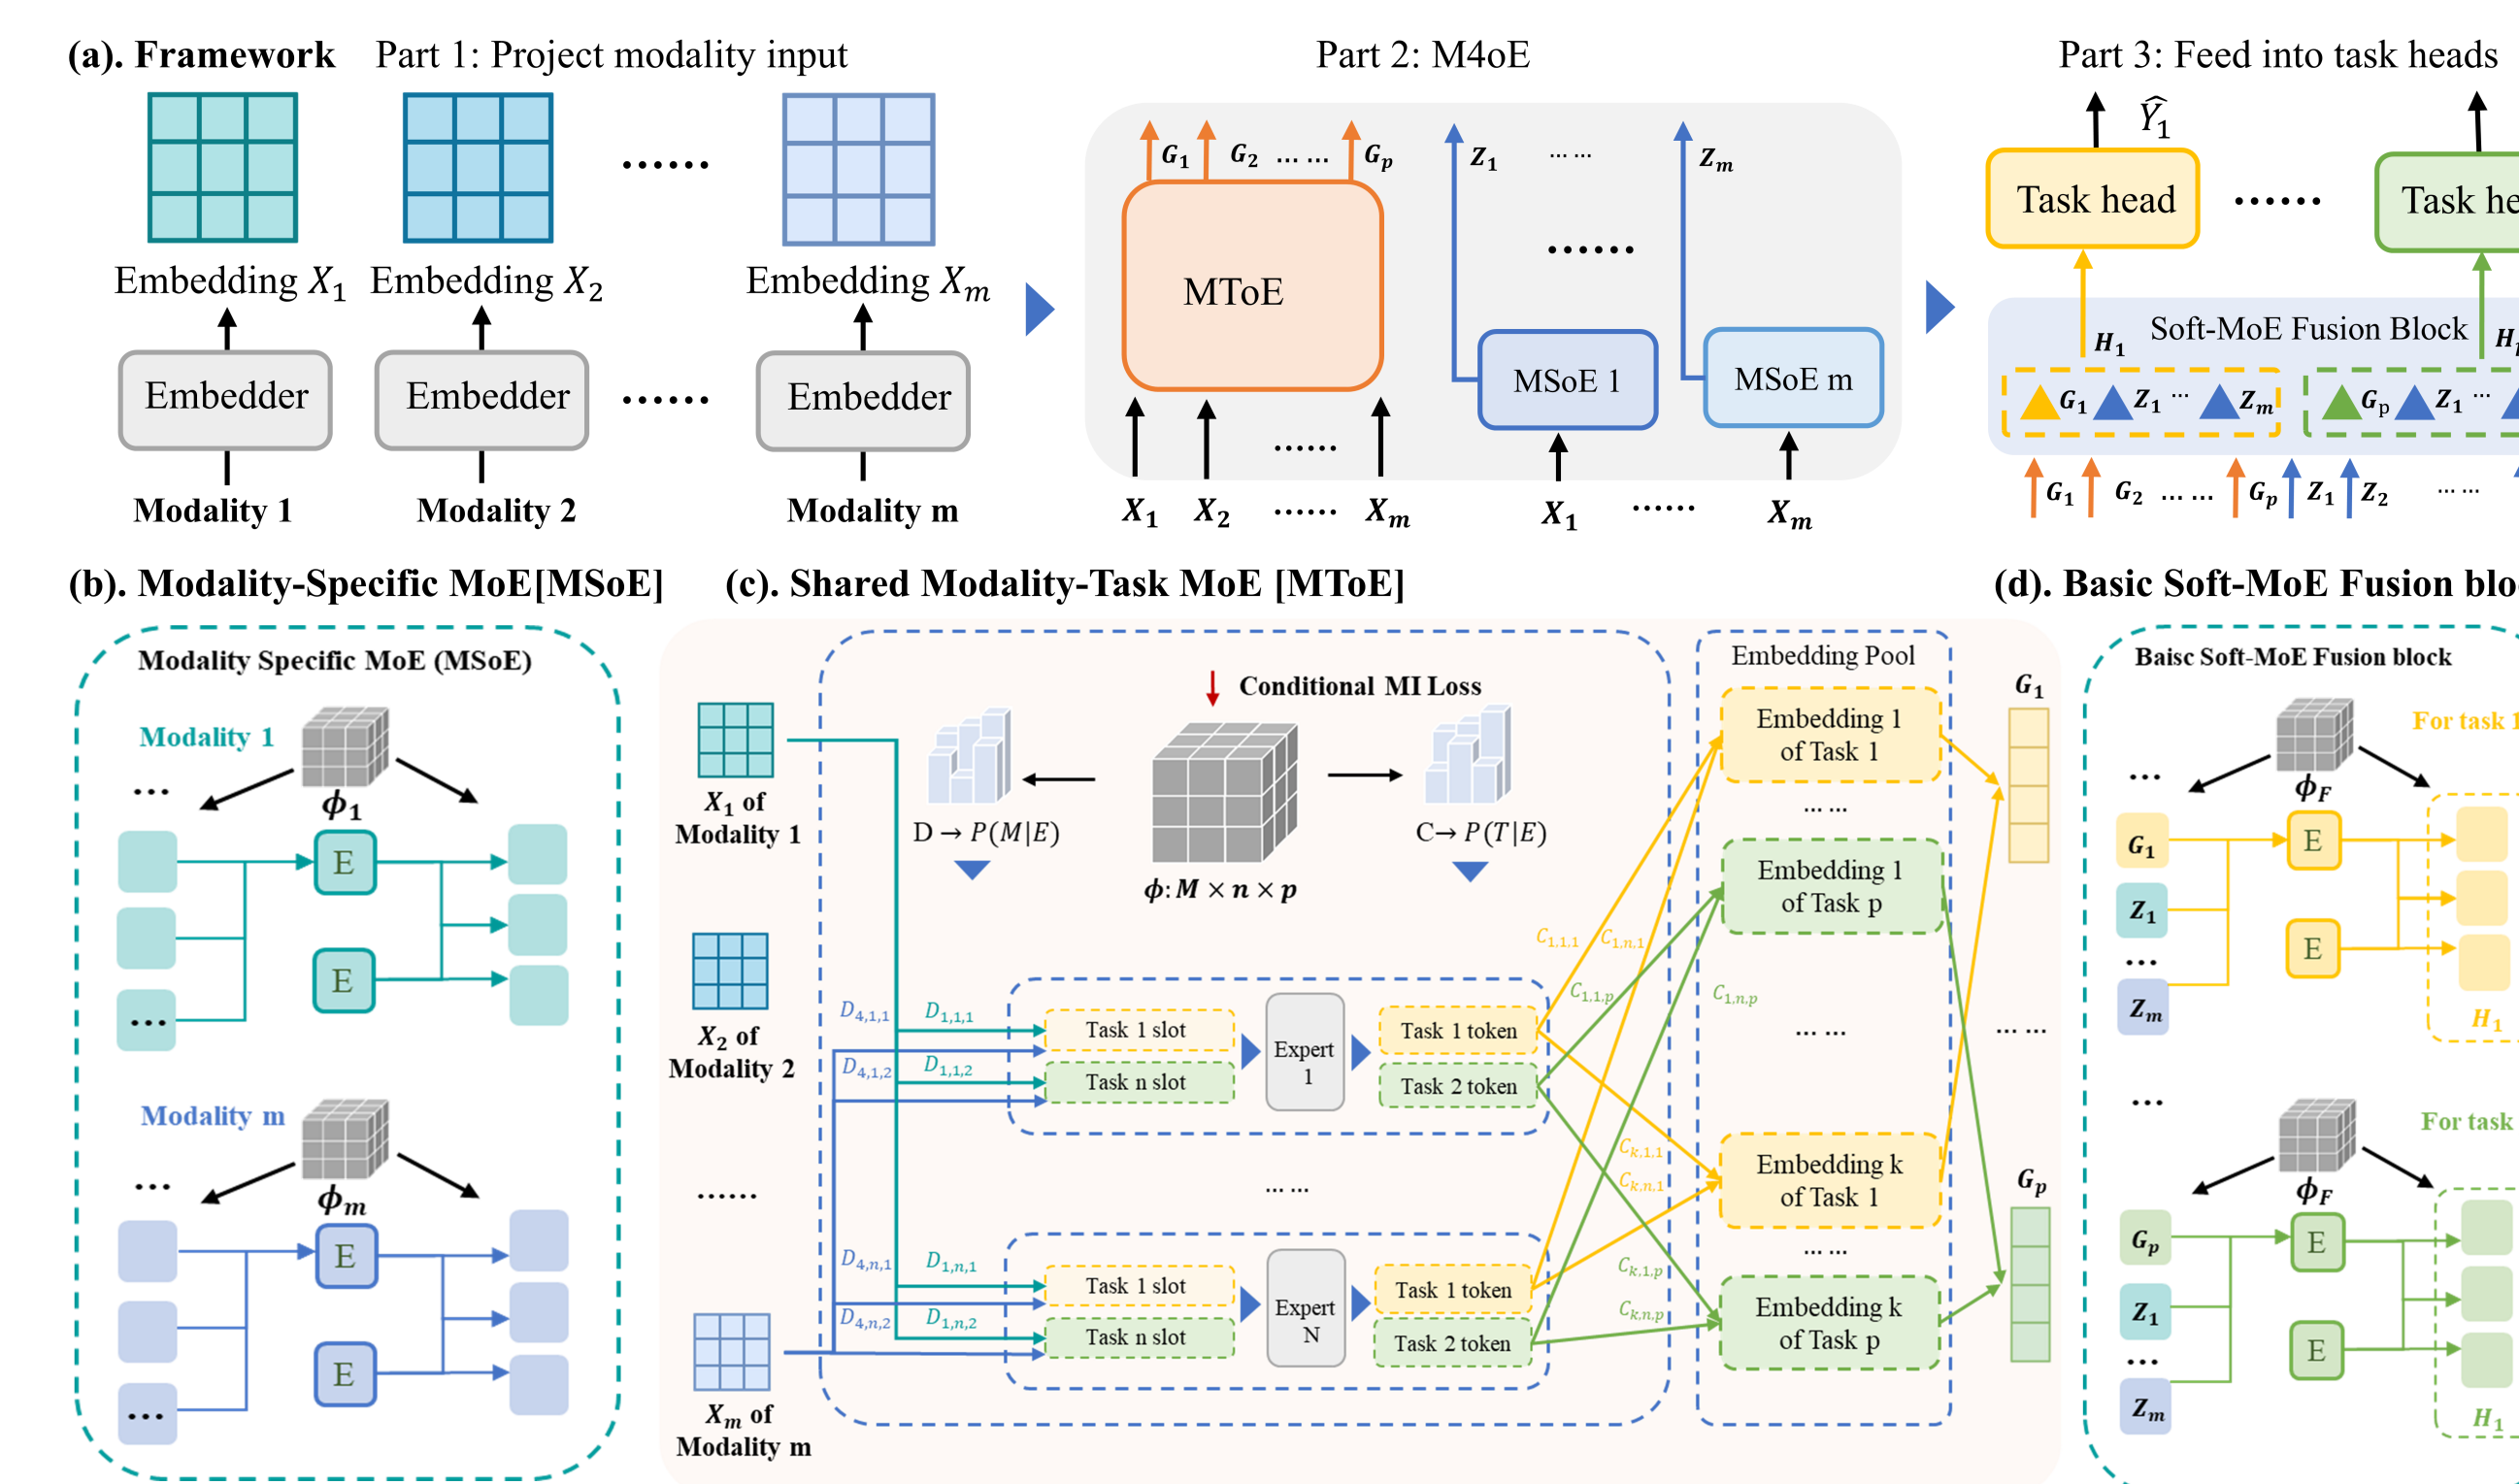 (a). Framework Part 1: Project modality input Part 2: M4oE Part 3: Feed into task heads
Ŷ₁
G₁ G₂ ... ... Gₚ Z₁ ... ... Zₘ
...... ...... Task head ......
Embedding X₁ Embedding X₂ Embedding Xₘ
MToE
Soft-MoE Fusion Block
H₁
Embedder Embedder ...... Embedder
MSoE 1 MSoE m
G₁ Z₁ ... Zₘ Gₚ Z₁ ...
......
G₁ G₂ ... ... Gₚ Z₁ Z₂ ... ...
Modality 1 Modality 2 Modality m
X₁ X₂ ...... Xₘ X₁ ...... Xₘ
(b). Modality-Specific MoE[MSoE] (c). Shared Modality-Task MoE [MToE] (d). Basic Soft-MoE Fusion
Modality Specific MoE (MSoE)
Modality 1
...
ϕ₁
E
E
...
Modality m
...
ϕₘ
E
E
...
X₁ of
Modality 1
X₂ of
Modality 2
......
Xₘ of
Modality m
Conditional MI Loss
D → P(M|E)
ϕ: M × n × p
C→ P(T|E)
D₄,₁,₁ D₁,₁,₁
D₄,₁,₂ D₁,₁,₂
Task 1 slot
Task n slot
Expert
1
Task 1 token
Task 2 token
... ...
D₄,ₙ,₁ D₁,ₙ,₁
D₄,ₙ,₂ D₁,ₙ,₂
Task 1 slot
Task n slot
Expert
N
Task 1 token
Task 2 token
C₁,₁,₁ C₁,ₙ,₁
C₁,₁,ₚ C₁,ₙ,ₚ
Cₖ,₁,₁
Cₖ,ₙ,₁
Cₖ,₁,ₚ
Cₖ,ₙ,ₚ
Embedding Pool
Embedding 1
of Task 1
... ...
Embedding 1
of Task p
... ...
Embedding k
of Task 1
... ...
Embedding k
of Task p
G₁
... ...
Gₚ
Baisc Soft-MoE Fusion block
For task 1
...
ϕF
G₁ E
Z₁
... E
Zₘ
H₁
...
For task
ϕF
Gₚ E
Z₁
... E
Zₘ
H₁